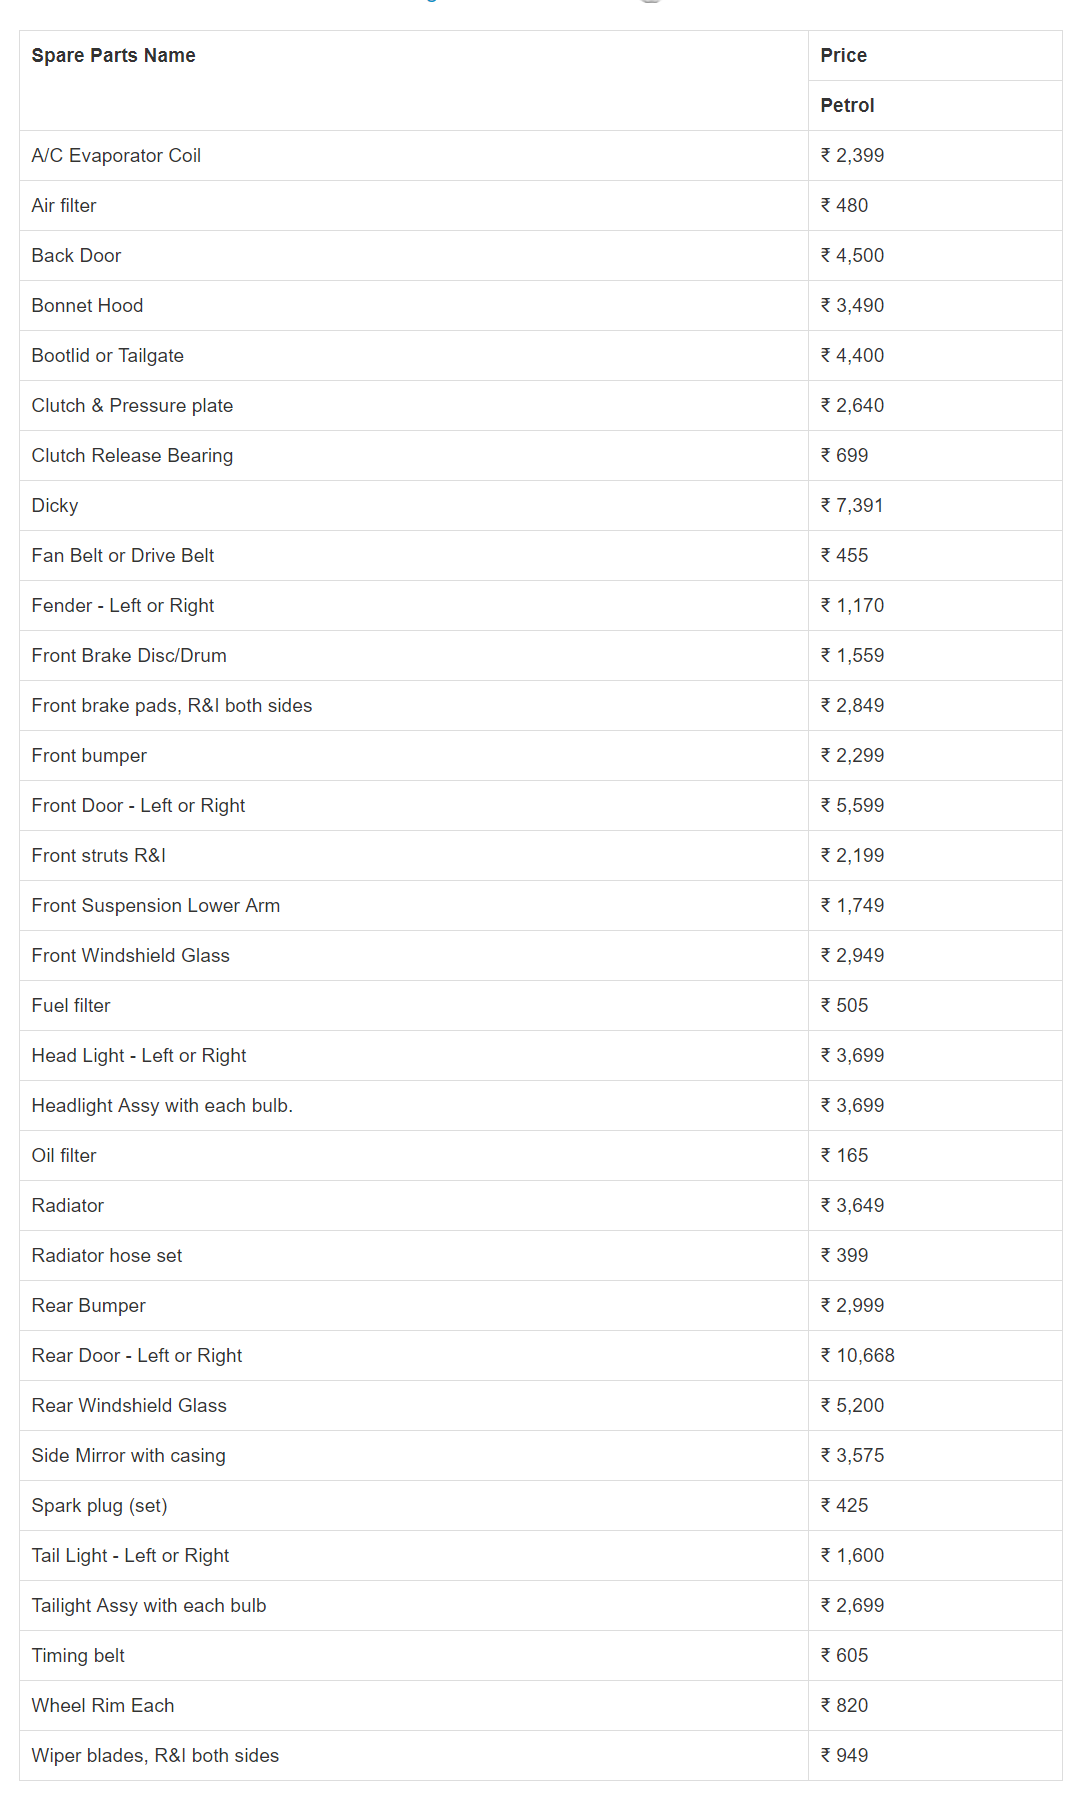 Spare Parts Name Price
Petrol
A/C Evaporator Coil ₹ 2,399
Air filter ₹ 480
Back Door ₹ 4,500
Bonnet Hood ₹ 3,490
Bootlid or Tailgate ₹ 4,400
Clutch & Pressure plate ₹ 2,640
Clutch Release Bearing ₹ 699
Dicky ₹ 7,391
Fan Belt or Drive Belt ₹ 455
Fender - Left or Right ₹ 1,170
Front Brake Disc/Drum ₹ 1,559
Front brake pads, R&I both sides ₹ 2,849
Front bumper ₹ 2,299
Front Door - Left or Right ₹ 5,599
Front struts R&I ₹ 2,199
Front Suspension Lower Arm ₹ 1,749
Front Windshield Glass ₹ 2,949
Fuel filter ₹ 505
Head Light - Left or Right ₹ 3,699
Headlight Assy with each bulb. ₹ 3,699
Oil filter ₹ 165
Radiator ₹ 3,649
Radiator hose set ₹ 399
Rear Bumper ₹ 2,999
Rear Door - Left or Right ₹ 10,668
Rear Windshield Glass ₹ 5,200
Side Mirror with casing ₹ 3,575
Spark plug (set) ₹ 425
Tail Light - Left or Right ₹ 1,600
Tailight Assy with each bulb ₹ 2,699
Timing belt ₹ 605
Wheel Rim Each ₹ 820
Wiper blades, R&I both sides ₹ 949